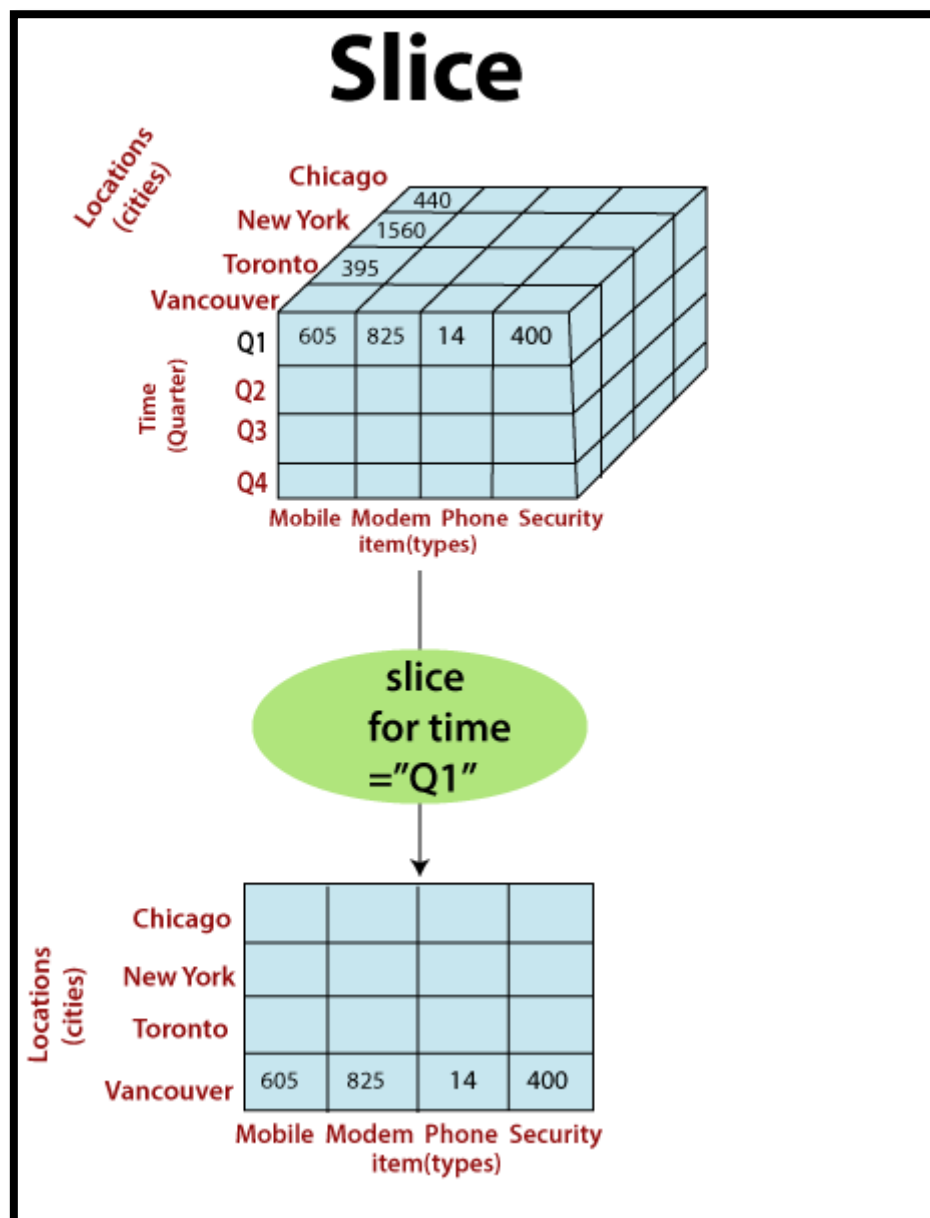 Slice
Locations
(cities)
Chicago
New York
Toronto
Vancouver
440
1560
395
Q1 605 825 14 400
Q2
Q3
Q4
Time
(Quarter)
Mobile Modem Phone Security
item(types)
slice
for time
=”Q1”
Locations
(cities)
Chicago
New York
Toronto
Vancouver 605 825 14 400
Mobile Modem Phone Security
item(types)